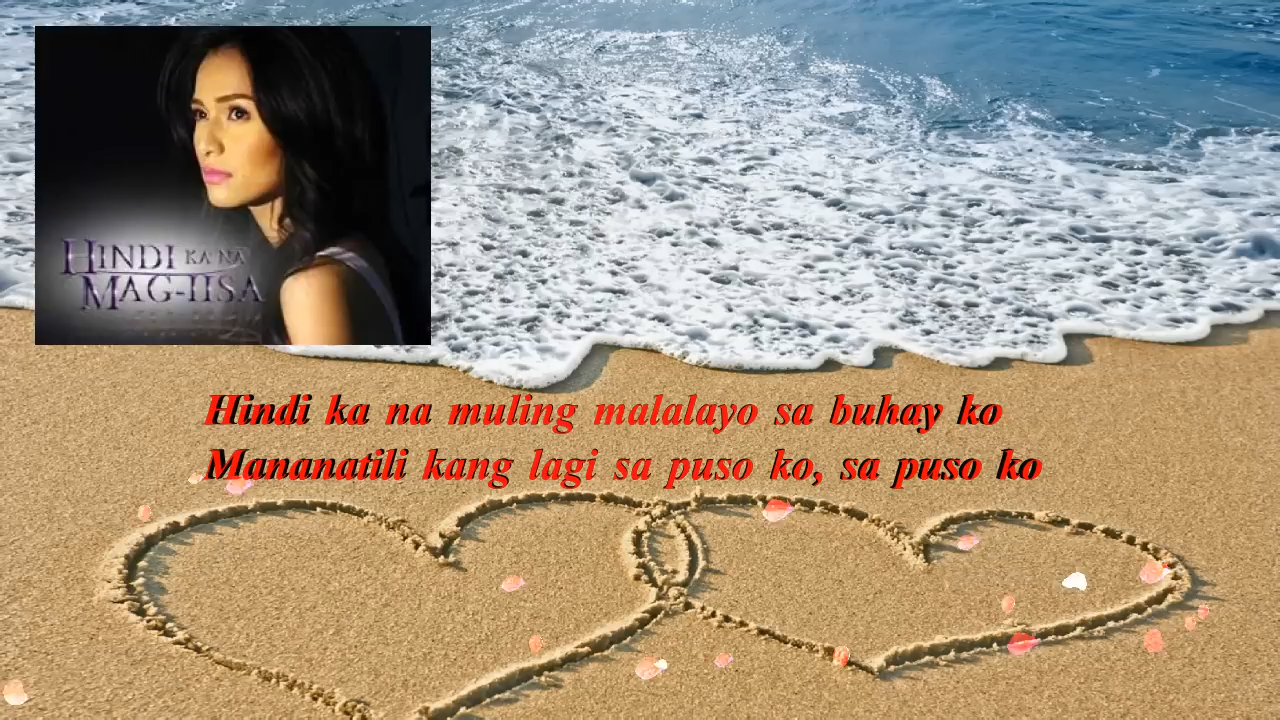 HINDI KA NA
MAG-IISA
Hindi ka na muling malalayo sa buhay ko
Mananatili kang lagi sa puso ko, sa puso ko